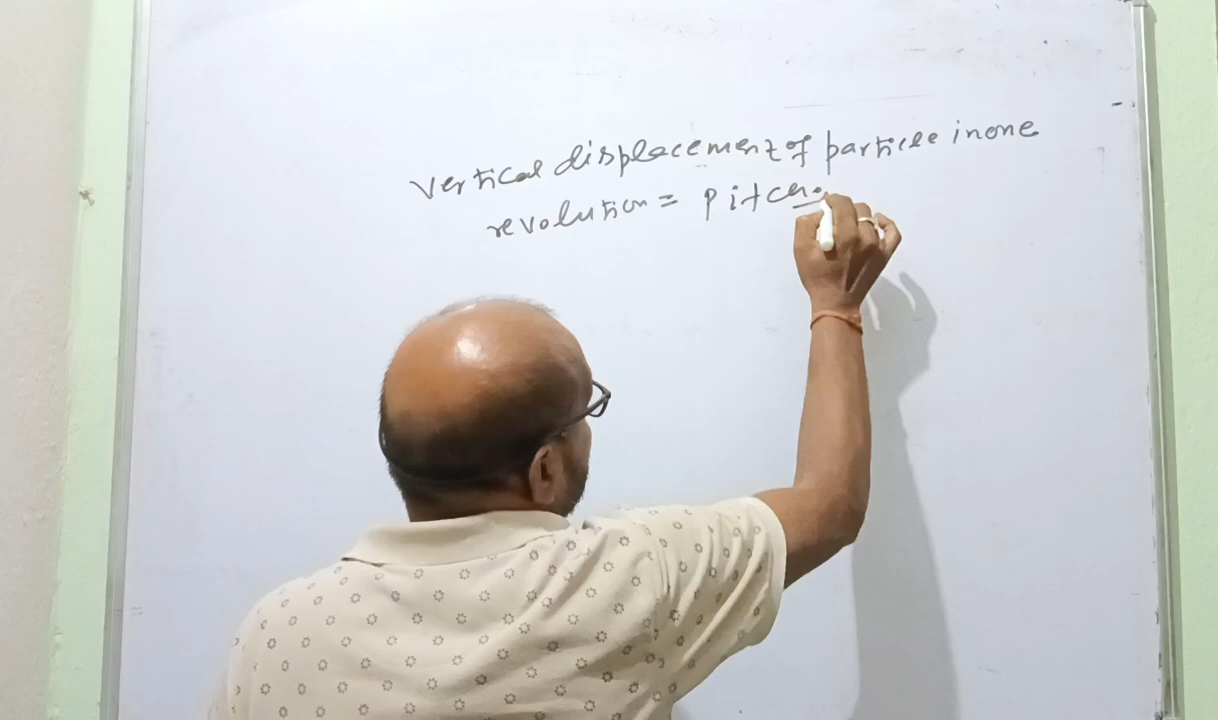 vertical displacement of particle in one
revolution = pitch